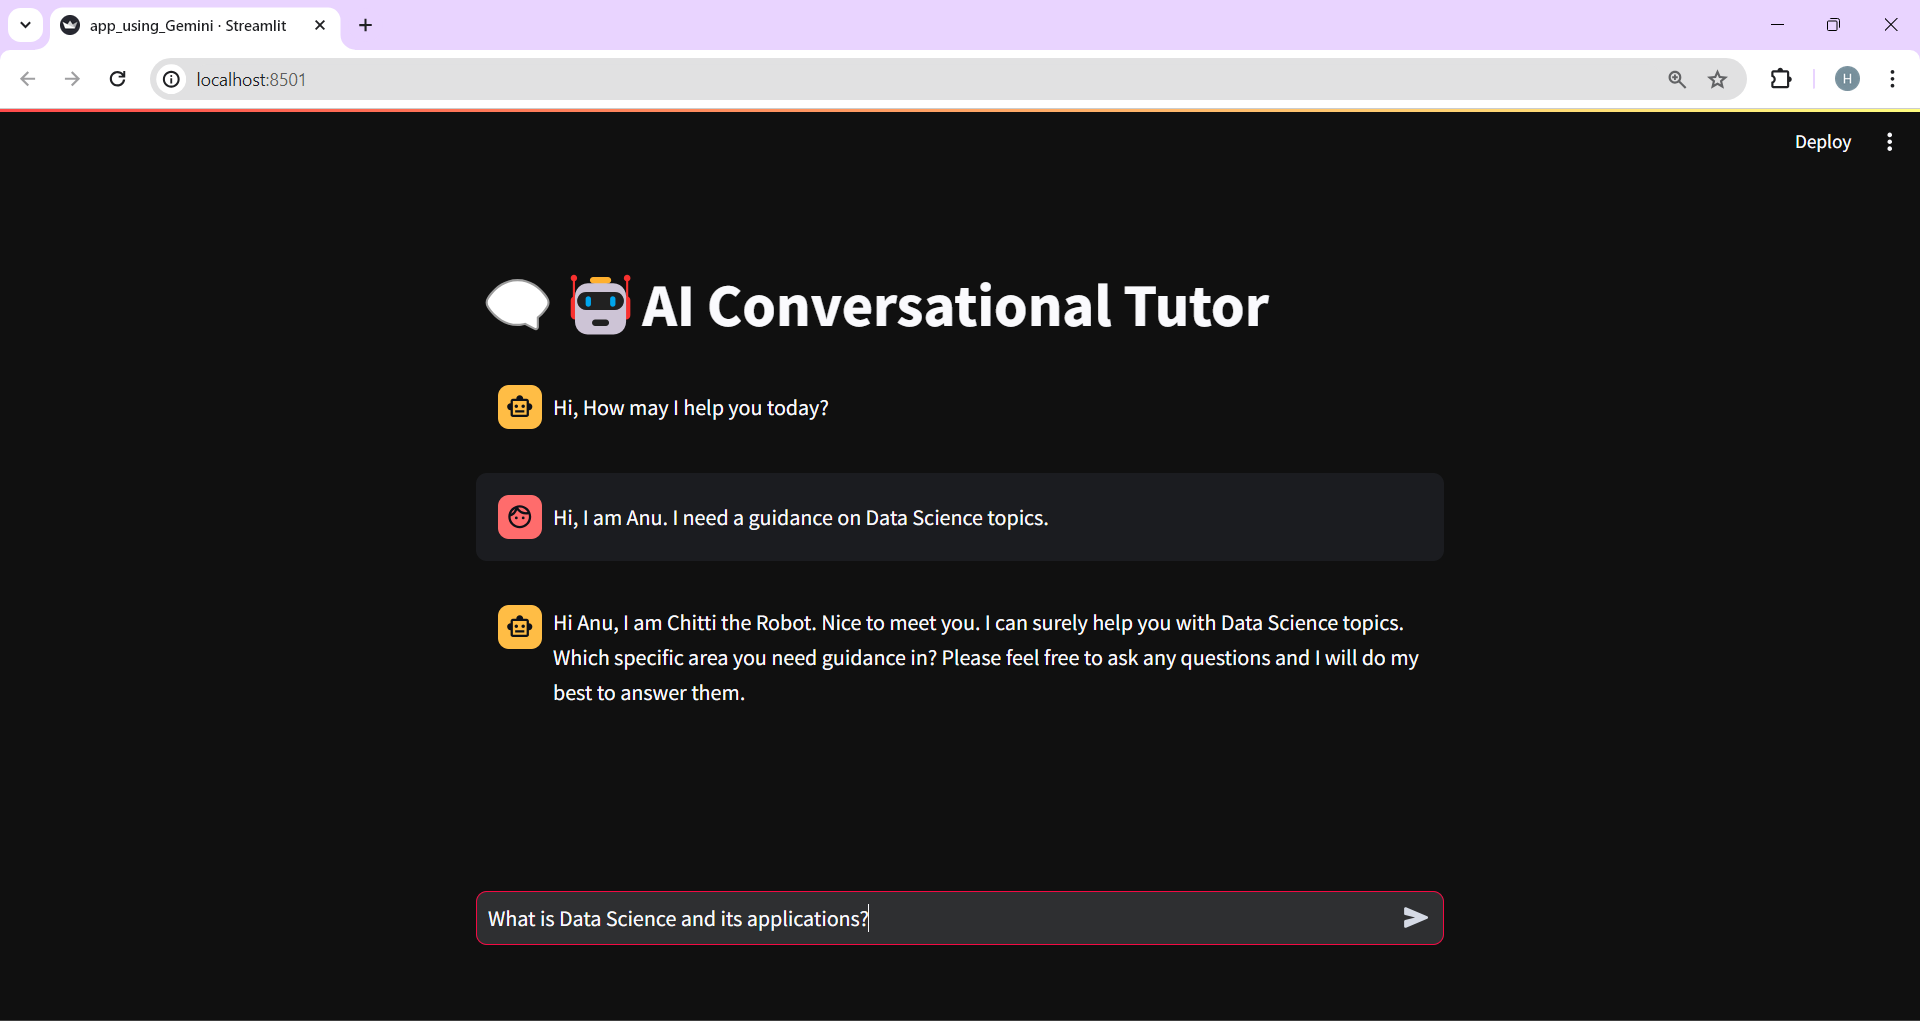 app_using_Gemini · Streamlit
localhost:8501
H
Deploy
AI Conversational Tutor
Hi, How may I help you today?
Hi, I am Anu. I need a guidance on Data Science topics.
Hi Anu, I am Chitti the Robot. Nice to meet you. I can surely help you with Data Science topics.
Which specific area you need guidance in? Please feel free to ask any questions and I will do my
best to answer them.
What is Data Science and its applications?